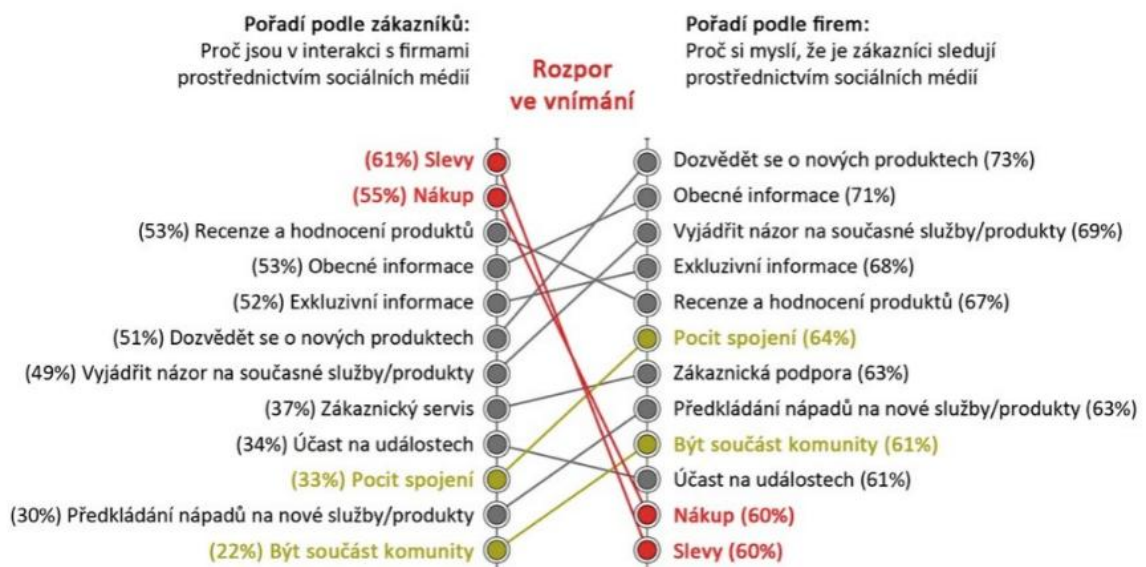 Pořadí podle zákazníků:
Proč jsou v interakci s firmami
prostřednictvím sociálních médií
Rozpor
ve vnímání
Pořadí podle firem:
Proč si myslí, že je zákazníci sledují
prostřednictvím sociálních médií
(61%) Slevy
(55%) Nákup
(53%) Recenze a hodnocení produktů
(53%) Obecné informace
(52%) Exkluzivní informace
(51%) Dozvědět se o nových produktech
(49%) Vyjádřit názor na současné služby/produkty
(37%) Zákaznický servis
(34%) Účast na událostech
(33%) Pocit spojení
(30%) Předkládání nápadů na nové služby/produkty
(22%) Být součást komunity
Dozvědět se o nových produktech (73%)
Obecné informace (71%)
Vyjádřit názor na současné služby/produkty (69%)
Exkluzivní informace (68%)
Recenze a hodnocení produktů (67%)
Pocit spojení (64%)
Zákaznická podpora (63%)
Předkládání nápadů na nové služby/produkty (63%)
Být součást komunity (61%)
Účast na událostech (61%)
Nákup (60%)
Slevy (60%)